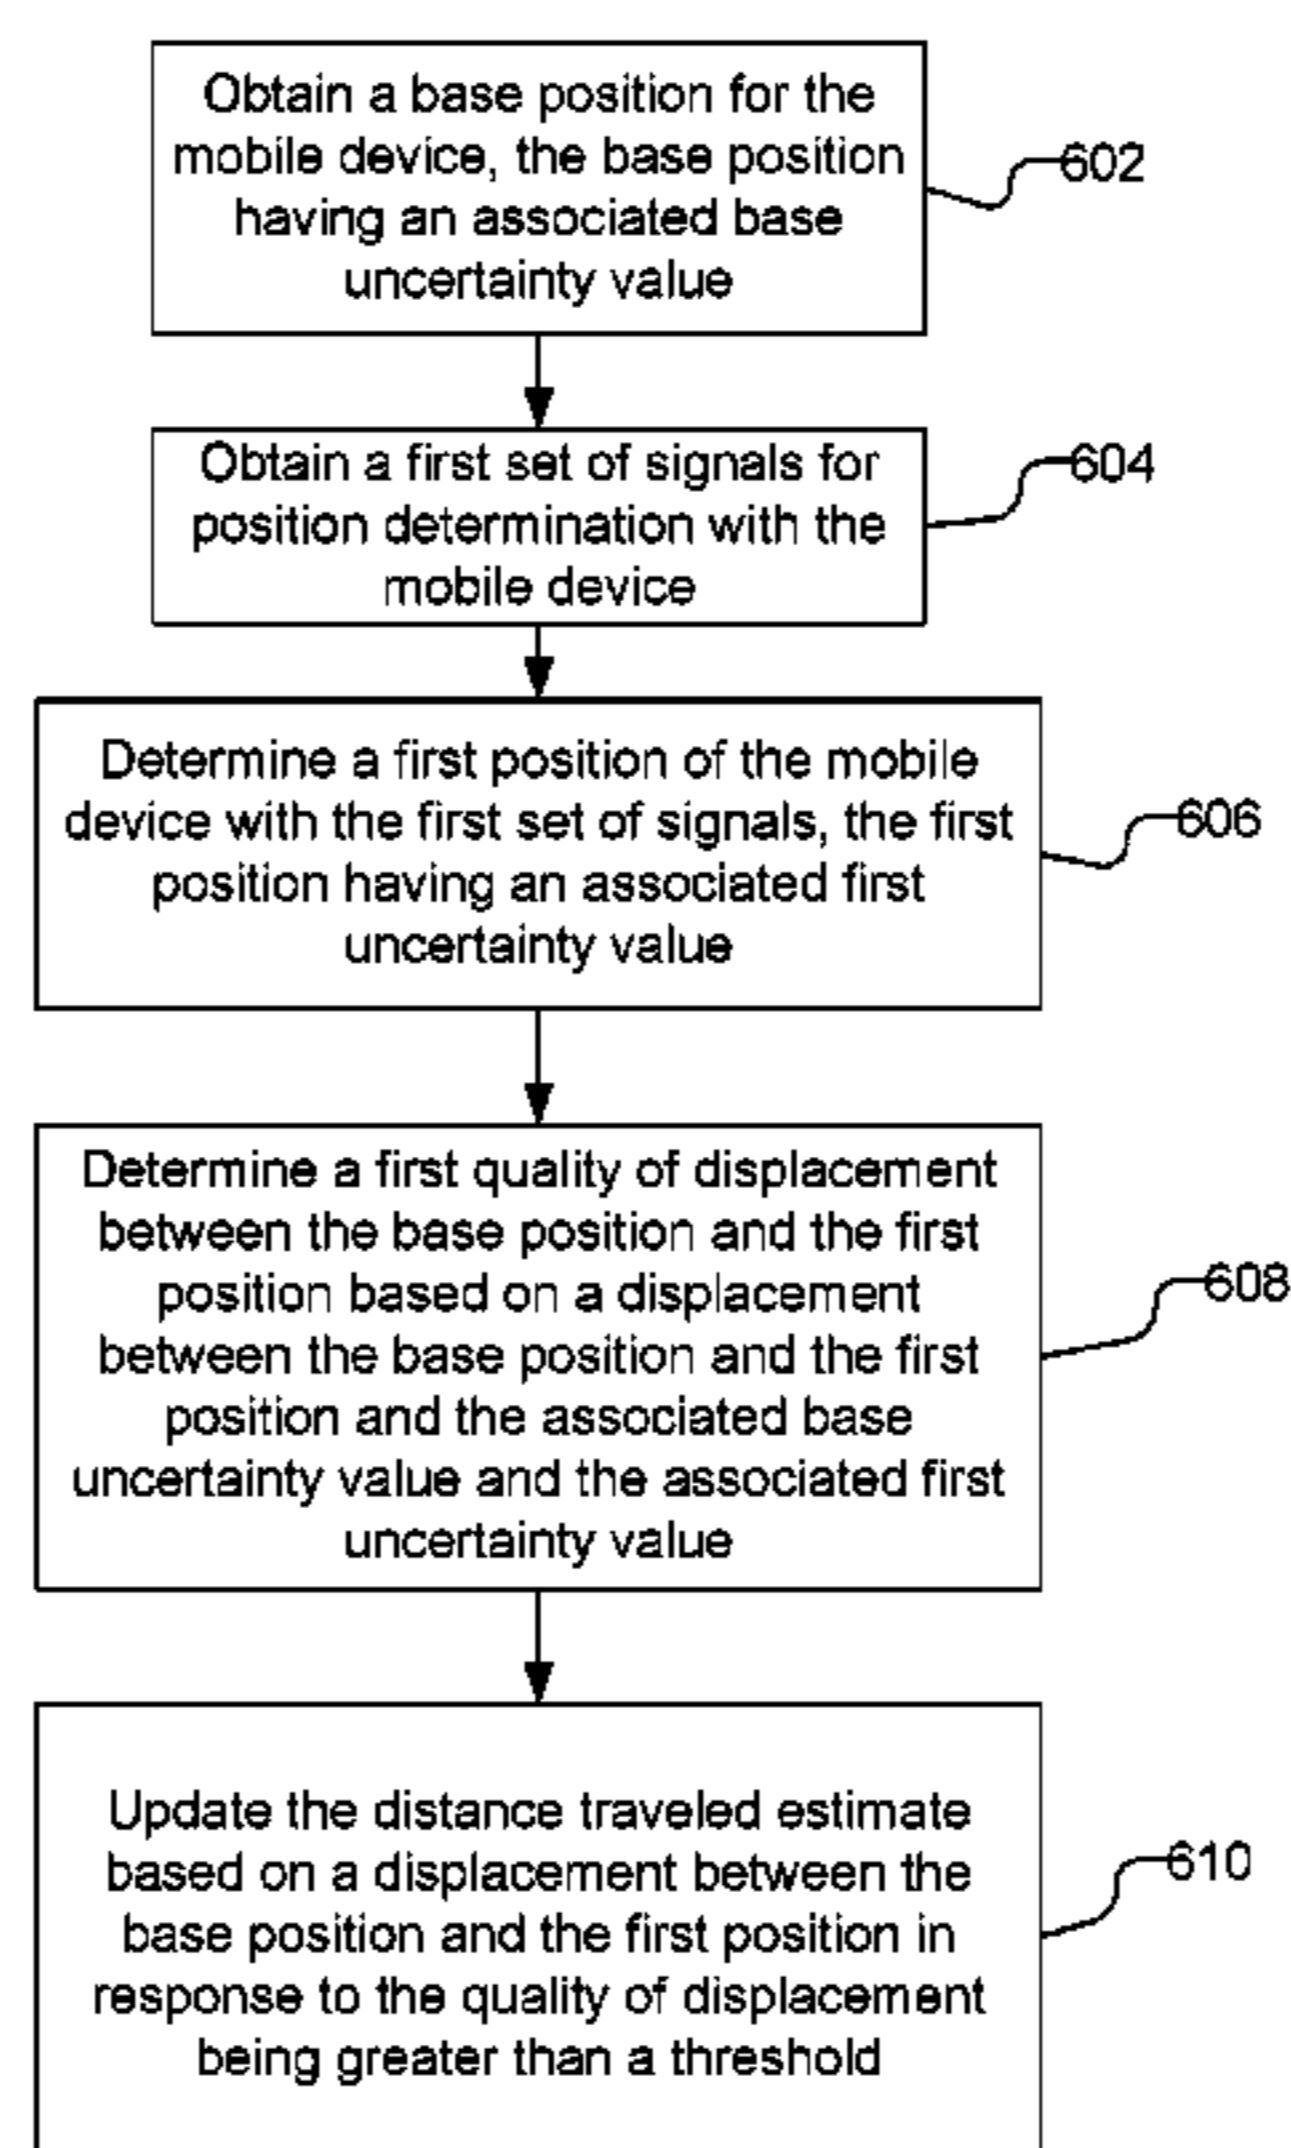 Obtain a base position for the
mobile device, the base position
having an associated base
uncertainty value
602
Obtain a first set of signals for
position determination with the
mobile device
604
Determine a first position of the mobile
device with the first set of signals, the first
position having an associated first
uncertainty value
606
Determine a first quality of displacement
between the base position and the first
position based on a displacement
between the base position and the first
position and the associated base
uncertainty value and the associated first
uncertainty value
608
Update the distance traveled estimate
based on a displacement between the
base position and the first position in
response to the quality of displacement
being greater than a threshold
610